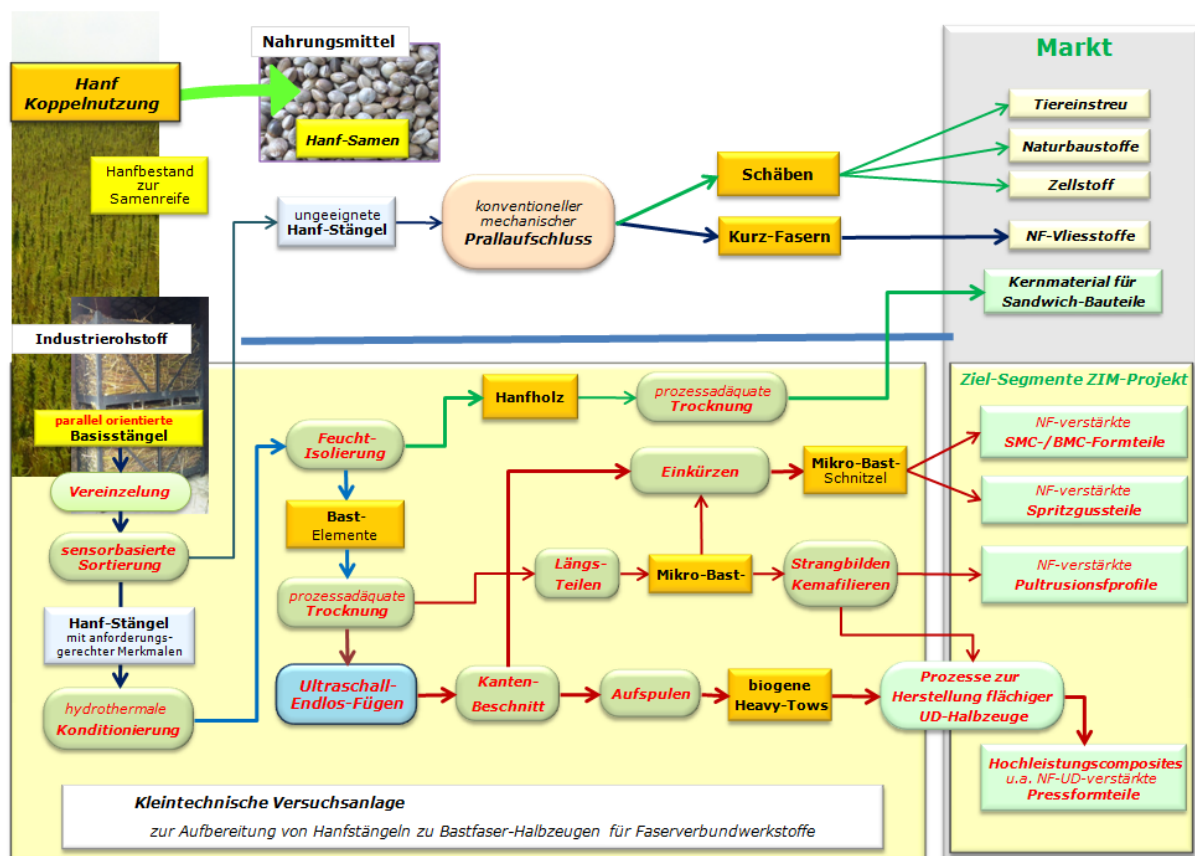 Hanf
Koppelnutzung
Nahrungsmittel
Hanf-Samen
Markt
Hanfbestand
zur
Samenreife
ungeeignete
Hanf-Stängel
konventioneller
mechanischer
Prallaufschluss
Schäben
Kurz-Fasern
Tiereinstreu
Naturbaustoffe
Zellstoff
NF-Vliesstoffe
Kernmaterial für
Sandwich-Bauteile
Industrierohstoff
parallel orientierte
Basisstängel
Vereinzelung
sensorbasierte
Sortierung
Hanf-Stängel
mit anforderungs-
gerechter Merkmalen
hydrothermale
Konditionierung
Feucht-
Isolierung
Hanfholz
prozessadäquate
Trocknung
Bast-
Elemente
prozessadäquate
Trocknung
Ultraschall-
Endlos-Fügen
Einkürzen
Mikro-Bast-
Schnitzel
Längs-
Teilen
Mikro-Bast-
Strangbilden
Kemafilieren
Kanten-
Beschnitt
Aufspulen
biogene
Heavy-Tows
Prozesse zur
Herstellung flächiger
UD-Halbzeuge
Ziel-Segmente ZIM-Projekt
NF-verstärkte
SMC-/BMC-Formteile
NF-verstärkte
Spritzgussteile
NF-verstärkte
Pultrusionsfprofile
Hochleistungscomposites
u.a. NF-UD-verstärkte
Pressformteile
Kleintechnische Versuchsanlage
zur Aufbereitung von Hanfstängeln zu Bastfaser-Halbzeugen für Faserverbundwerkstoffe